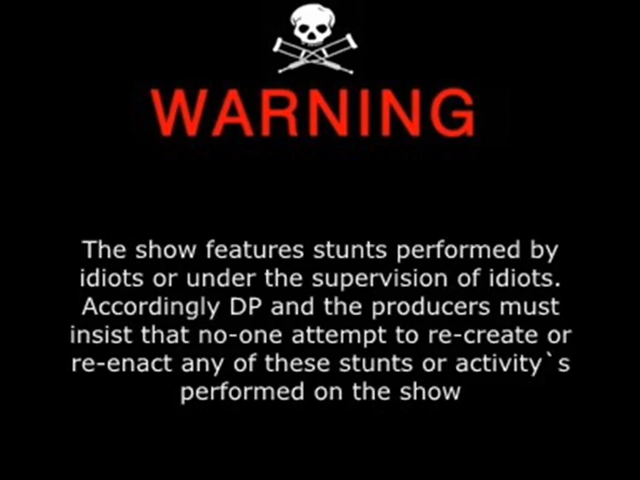 WARNING
The show features stunts performed by
idiots or under the supervision of idiots.
Accordingly DP and the producers must
insist that no-one attempt to re-create or
re-enact any of these stunts or activity`s
performed on the show